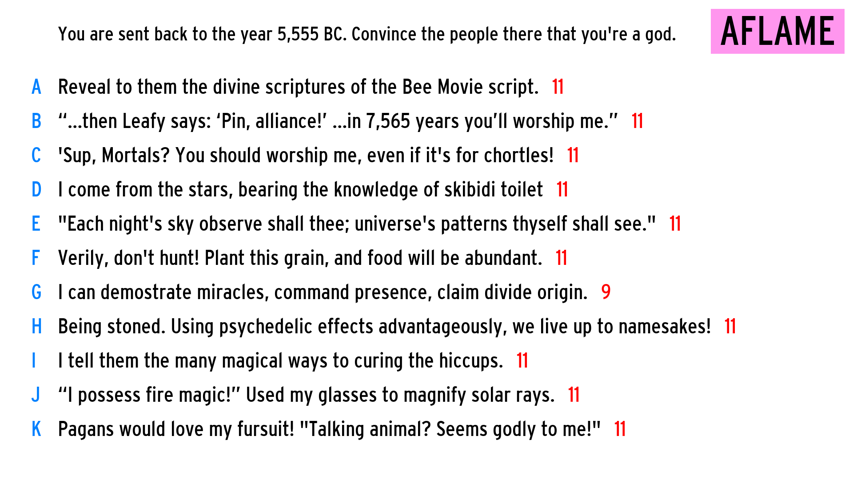 You are sent back to the year 5,555 BC. Convince the people there that you're a god.
AFLAME
A Reveal to them the divine scriptures of the Bee Movie script. 11
B “...then Leafy says: ‘Pin, alliance!’ ...in 7,565 years you’ll worship me.” 11
C 'Sup, Mortals? You should worship me, even if it's for chortles! 11
D I come from the stars, bearing the knowledge of skibidi toilet 11
E "Each night's sky observe shall thee; universe's patterns thyself shall see." 11
F Verily, don't hunt! Plant this grain, and food will be abundant. 11
G I can demostrate miracles, command presence, claim divide origin. 9
H Being stoned. Using psychedelic effects advantageously, we live up to namesakes! 11
I I tell them the many magical ways to curing the hiccups. 11
J “I possess fire magic!” Used my glasses to magnify solar rays. 11
K Pagans would love my fursuit! "Talking animal? Seems godly to me!" 11